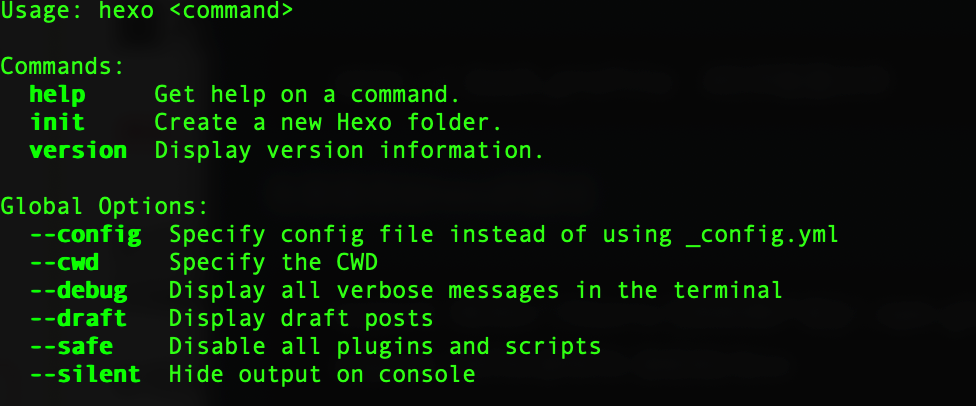 Usage: hexo <command>
Commands:
help Get help on a command.
init Create a new Hexo folder.
version Display version information.
Global Options:
--config Specify config file instead of using _config.yml
--cwd Specify the CWD
--debug Display all verbose messages in the terminal
--draft Display draft posts
--safe Disable all plugins and scripts
--silent Hide output on console